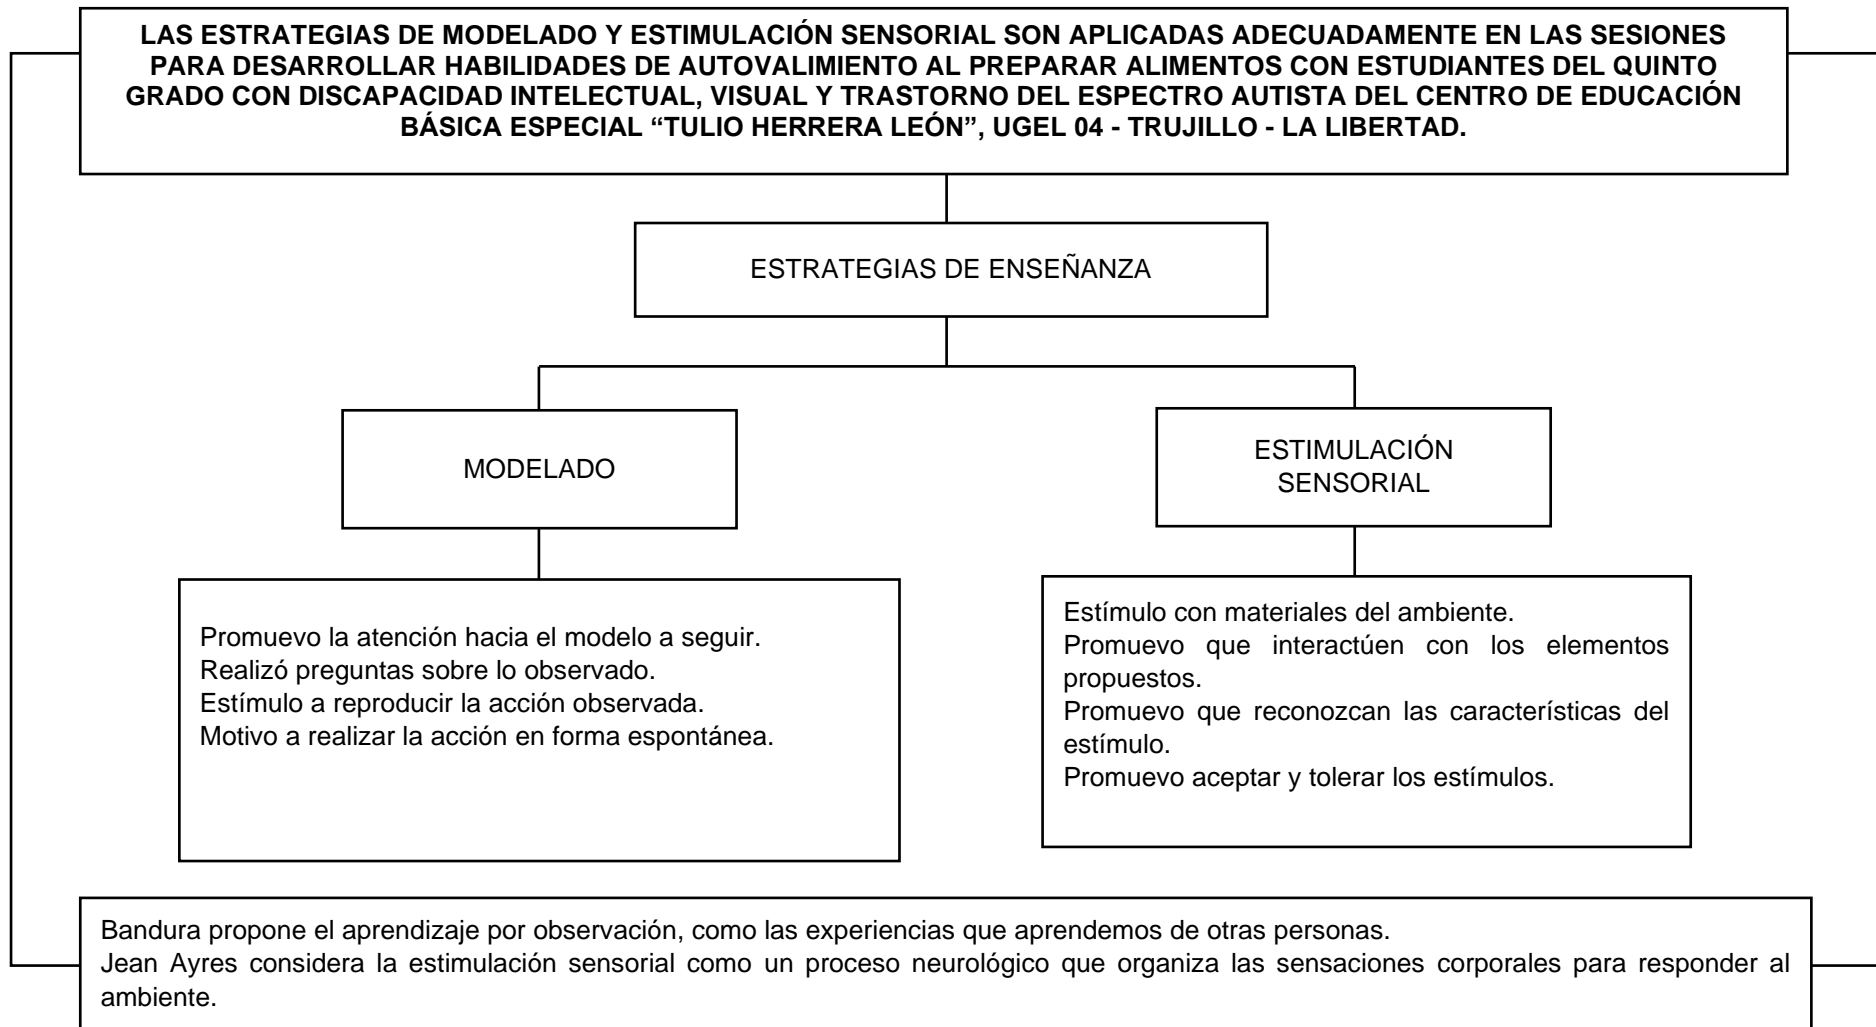 LAS ESTRATEGIAS DE MODELADO Y ESTIMULACIÓN SENSORIAL SON APLICADAS ADECUADAMENTE EN LAS SESIONES
PARA DESARROLLAR HABILIDADES DE AUTOVALIMIENTO AL PREPARAR ALIMENTOS CON ESTUDIANTES DEL QUINTO
GRADO CON DISCAPACIDAD INTELECTUAL, VISUAL Y TRASTORNO DEL ESPECTRO AUTISTA DEL CENTRO DE EDUCACIÓN
BÁSICA ESPECIAL “TULIO HERRERA LEÓN”, UGEL 04 - TRUJILLO - LA LIBERTAD.
ESTRATEGIAS DE ENSEÑANZA
MODELADO
Promuevo la atención hacia el modelo a seguir.
Realizó preguntas sobre lo observado.
Estímulo a reproducir la acción observada.
Motivo a realizar la acción en forma espontánea.
ESTIMULACIÓN
SENSORIAL
Estímulo con materiales del ambiente.
Promuevo que interactúen con los elementos
propuestos.
Promuevo que reconozcan las características del
estímulo.
Promuevo aceptar y tolerar los estímulos.
Bandura propone el aprendizaje por observación, como las experiencias que aprendemos de otras personas.
Jean Ayres considera la estimulación sensorial como un proceso neurológico que organiza las sensaciones corporales para responder al
ambiente.